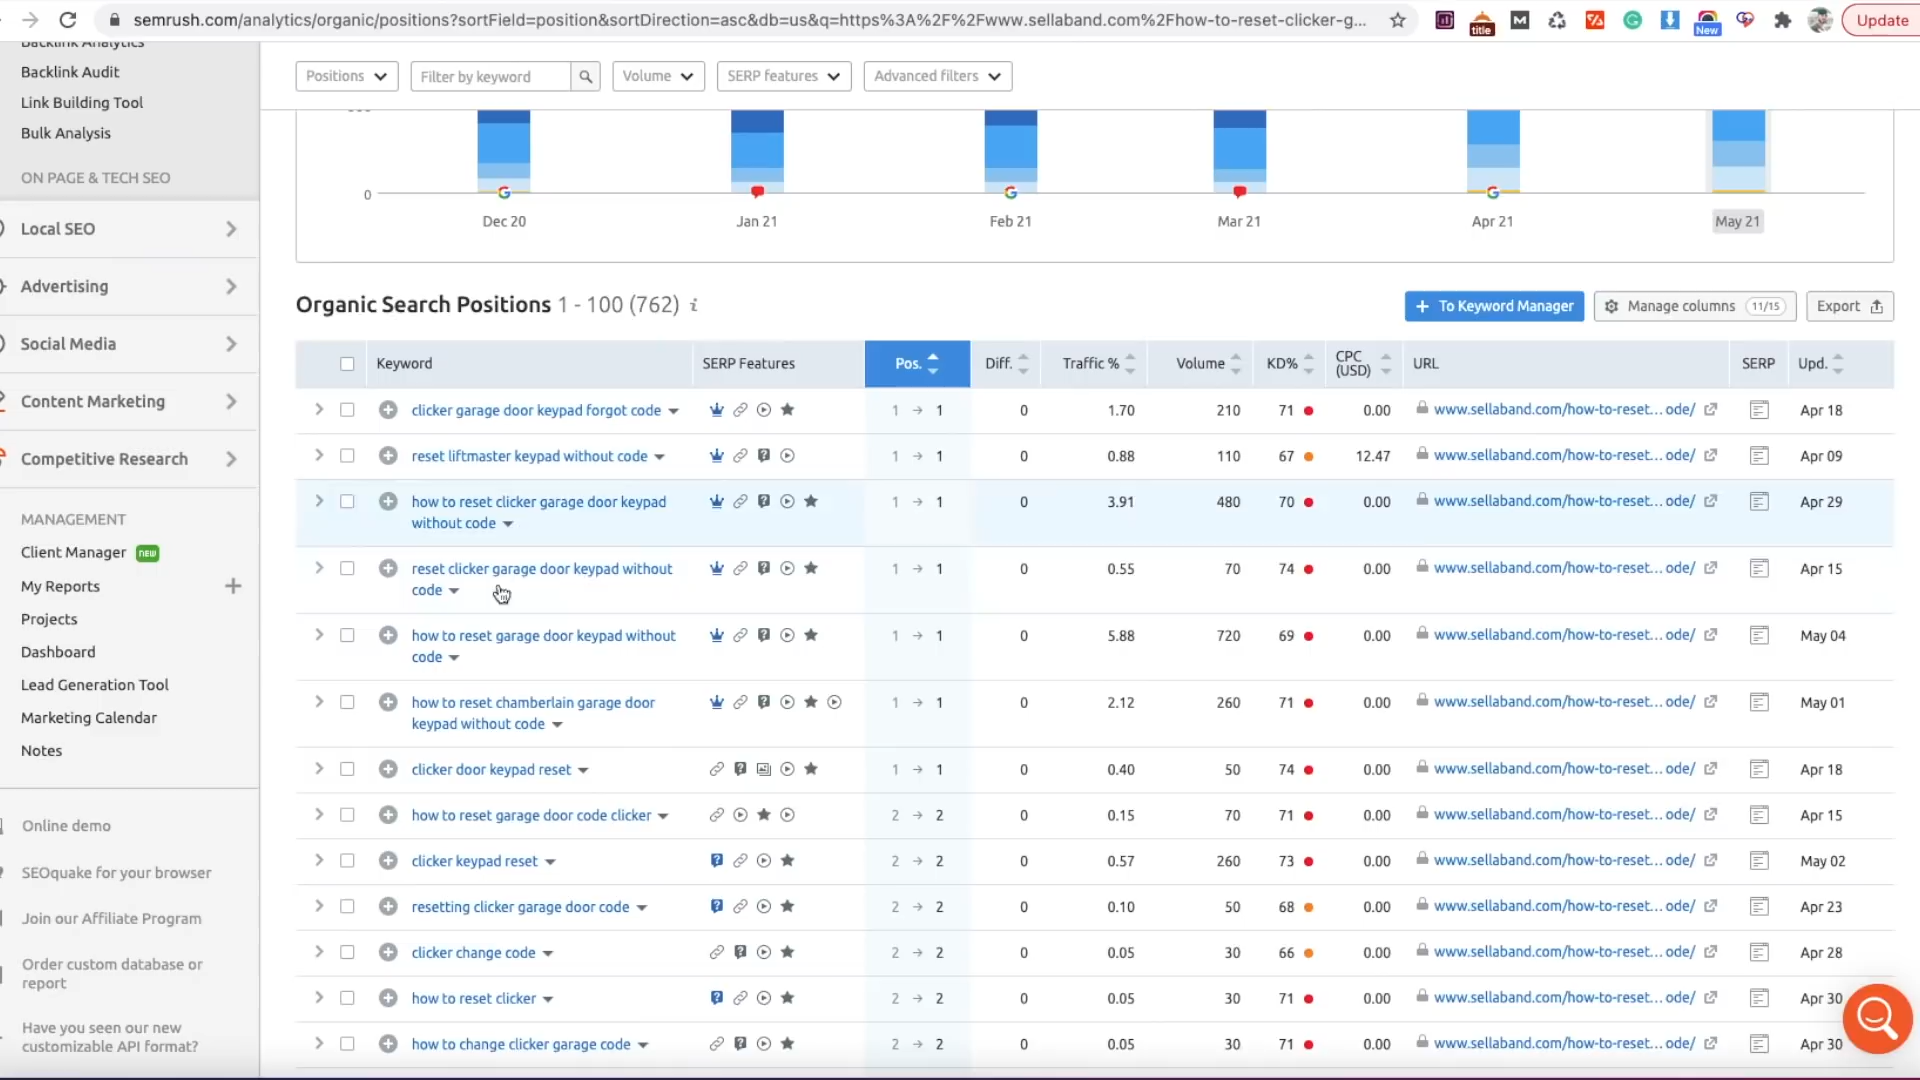 semrush.com/analytics/organic/positions?sortField=position&sortDirection=asc&db=us&q=https%3A%2F%2Fwww.sellaband.com%2Fhow-to-reset-clicker-g...
title
New
Update
Backlink Analytics
Backlink Audit
Link Building Tool
Bulk Analysis
ON PAGE & TECH SEO
Local SEO
Advertising
Social Media
Content Marketing
Competitive Research
MANAGEMENT
Client Manager NEW
My Reports
Projects
Dashboard
Lead Generation Tool
Marketing Calendar
Notes
Online demo
SEOquake for your browser
Join our Affiliate Program
Order custom database or
report
Have you seen our new
customizable API format?
Positions Filter by keyword Volume SERP features Advanced filters
0
Dec 20 Jan 21 Feb 21 Mar 21 Apr 21 May 21
Organic Search Positions 1 - 100 (762) i
To Keyword Manager Manage columns 11/15 Export
Keyword SERP Features Pos. Diff. Traffic % Volume KD% CPC (USD) URL SERP Upd.
clicker garage door keypad forgot code 1 → 1 0 1.70 210 71 0.00 www.sellaband.com/how-to-reset... ode/ Apr 18
reset liftmaster keypad without code 1 → 1 0 0.88 110 67 12.47 www.sellaband.com/how-to-reset... ode/ Apr 09
how to reset clicker garage door keypad 1 → 1 0 3.91 480 70 0.00 www.sellaband.com/how-to-reset... ode/ Apr 29
without code
reset clicker garage door keypad without 1 → 1 0 0.55 70 74 0.00 www.sellaband.com/how-to-reset... ode/ Apr 15
code
how to reset garage door keypad without 1 → 1 0 5.88 720 69 0.00 www.sellaband.com/how-to-reset... ode/ May 04
code
how to reset chamberlain garage door 1 → 1 0 2.12 260 71 0.00 www.sellaband.com/how-to-reset... ode/ May 01
keypad without code
clicker door keypad reset 1 → 1 0 0.40 50 74 0.00 www.sellaband.com/how-to-reset... ode/ Apr 18
how to reset garage door code clicker 2 → 2 0 0.15 70 71 0.00 www.sellaband.com/how-to-reset... ode/ Apr 15
clicker keypad reset 2 → 2 0 0.57 260 73 0.00 www.sellaband.com/how-to-reset... ode/ May 02
resetting clicker garage door code 2 → 2 0 0.10 50 68 0.00 www.sellaband.com/how-to-reset... ode/ Apr 23
clicker change code 2 → 2 0 0.05 30 66 0.00 www.sellaband.com/how-to-reset... ode/ Apr 28
how to reset clicker 2 → 2 0 0.05 30 71 0.00 www.sellaband.com/how-to-reset... ode/ Apr 30
how to change clicker garage code 2 → 2 0 0.05 30 71 0.00 www.sellaband.com/how-to-reset... ode/ Apr 30